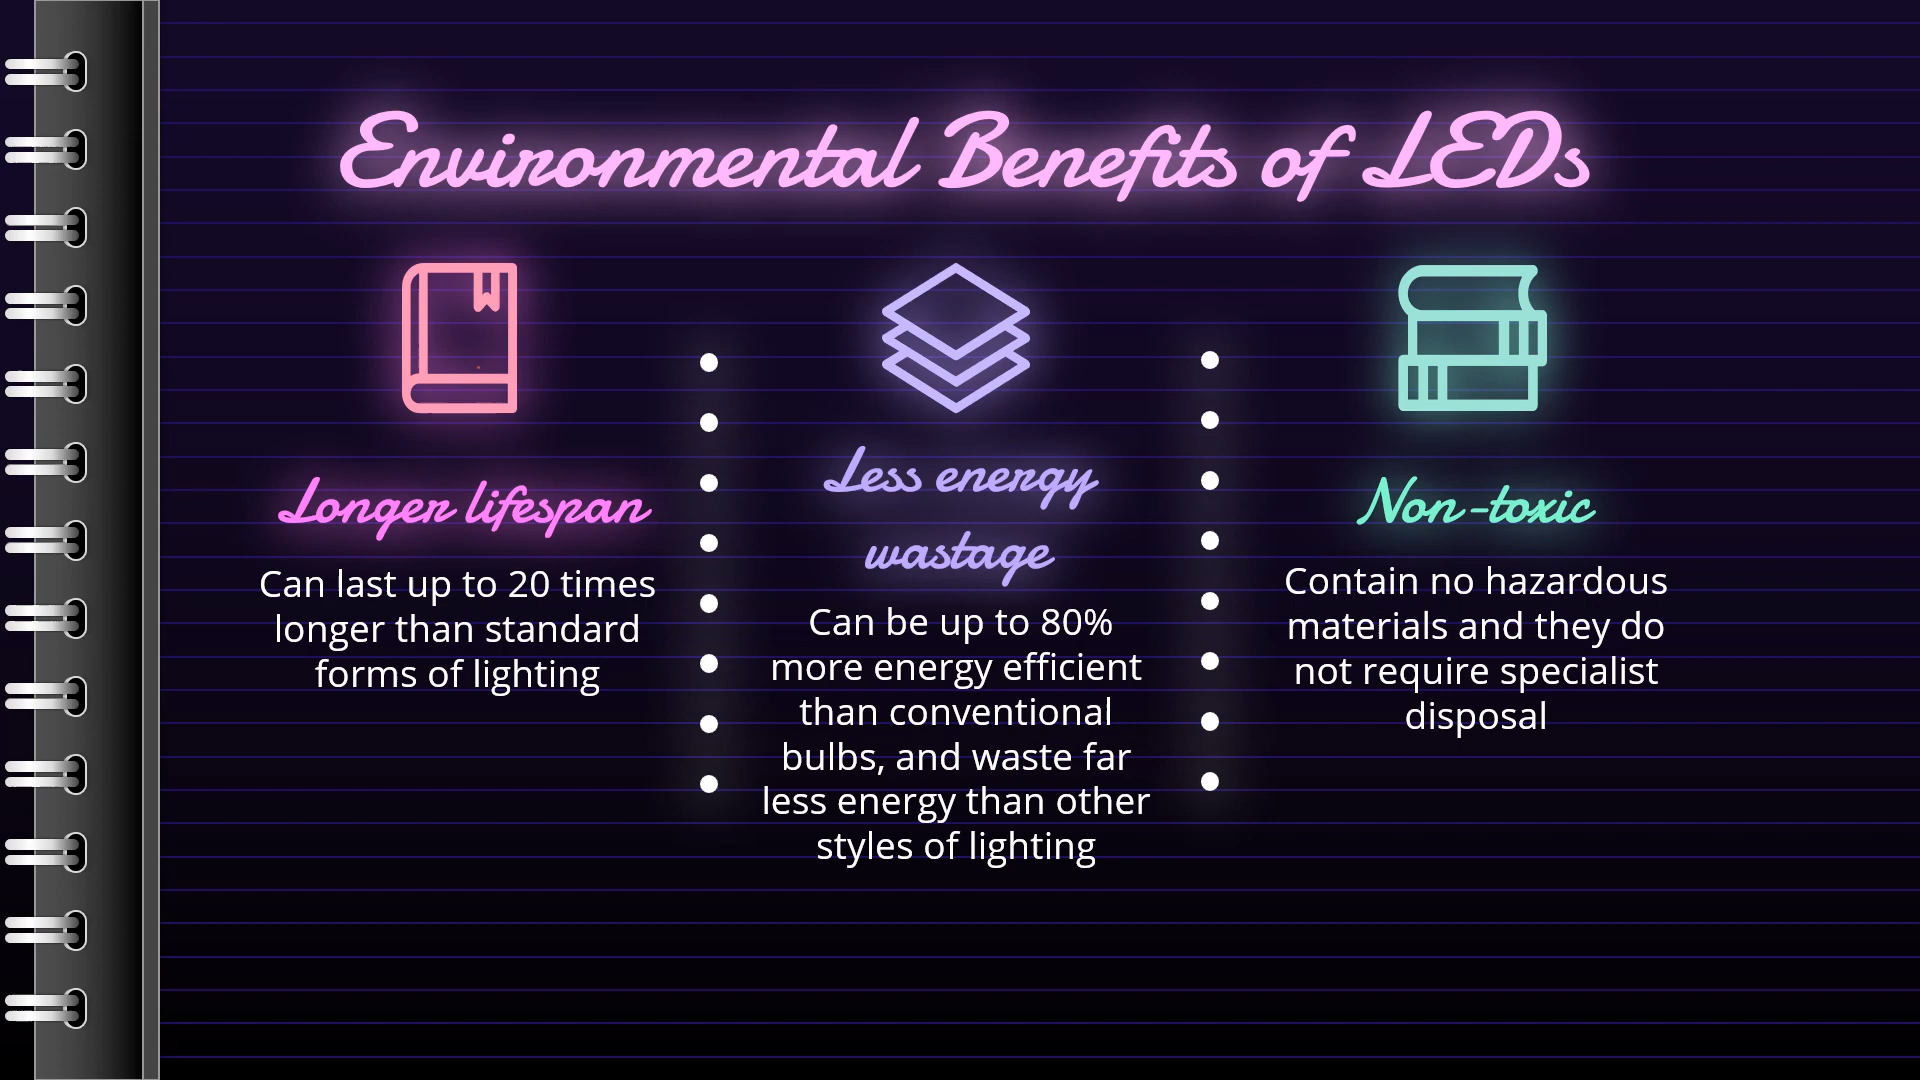 Environmental Benefits of LEDs
Longer lifespan
Can last up to 20 times
longer than standard
forms of lighting
Less energy
wastage
Can be up to 80%
more energy efficient
than conventional
bulbs, and waste far
less energy than other
styles of lighting
Non-toxic
Contain no hazardous
materials and they do
not require specialist
disposal